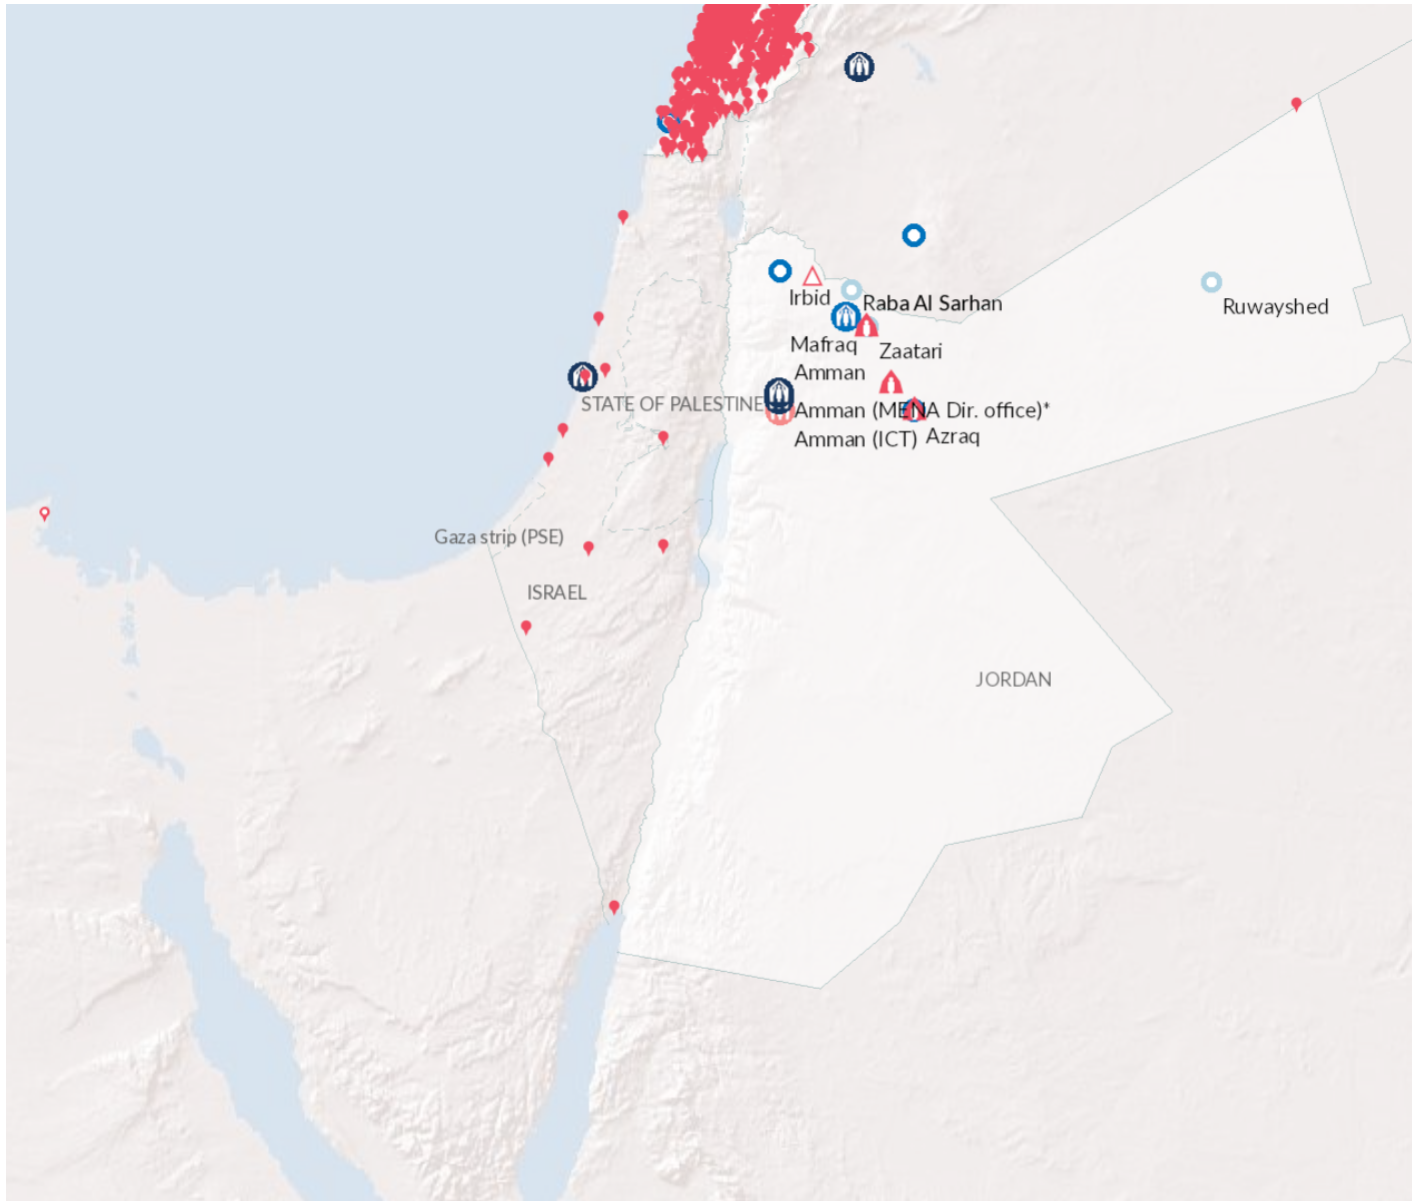 Irbid
Raba Al Sarhan
Ruwayshed
Mafraq
Zaatari
Amman
STATE OF PALESTINE
Amman (MENA Dir. office)*
Amman (ICT)
Azraq
Gaza strip (PSE)
ISRAEL
JORDAN